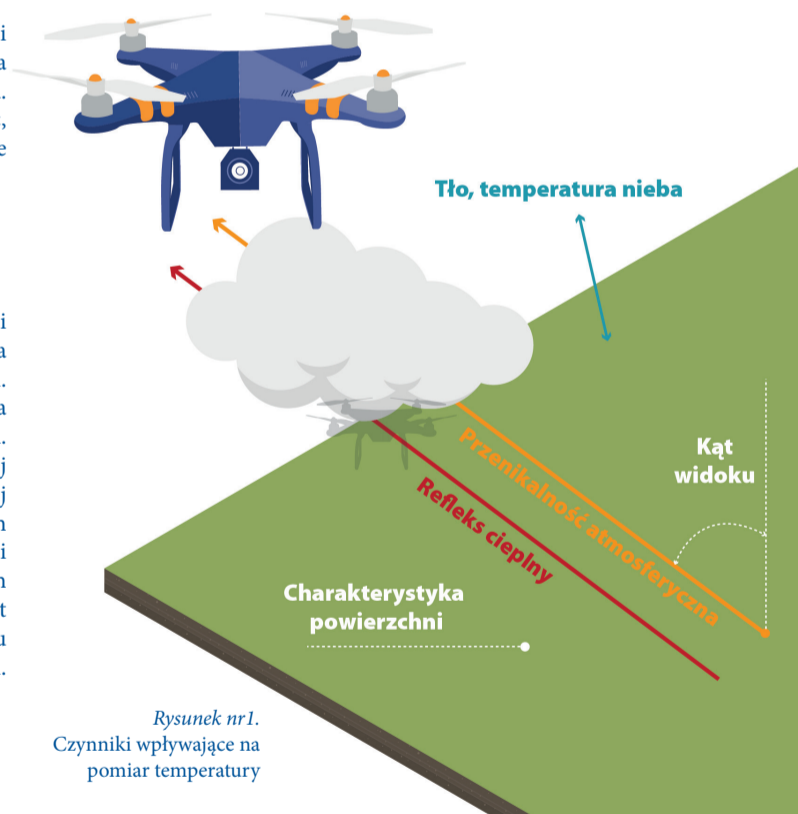 i
a
.
,
e
i
a
.
a
.
j
j
n
i
n
t
u
.
Tło, temperatura nieba
Kąt
widoku
Przenikalność atmosferyczna
Refleks cieplny
Charakterystyka
powierzchni
Rysunek nr1.
Czynniki wpływające na
pomiar temperatury